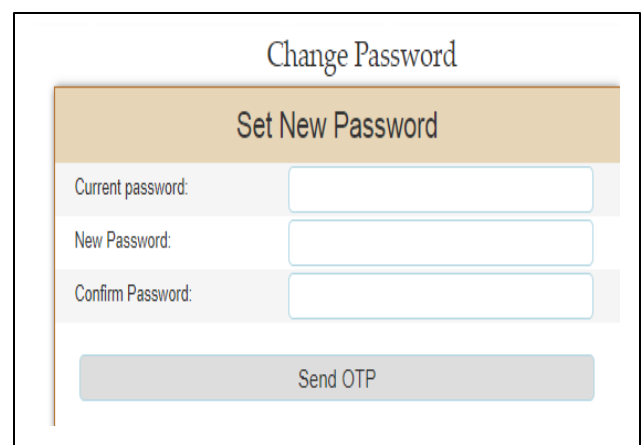 Change Password
Set New Password
Current password:
New Password:
Confirm Password:
Send OTP